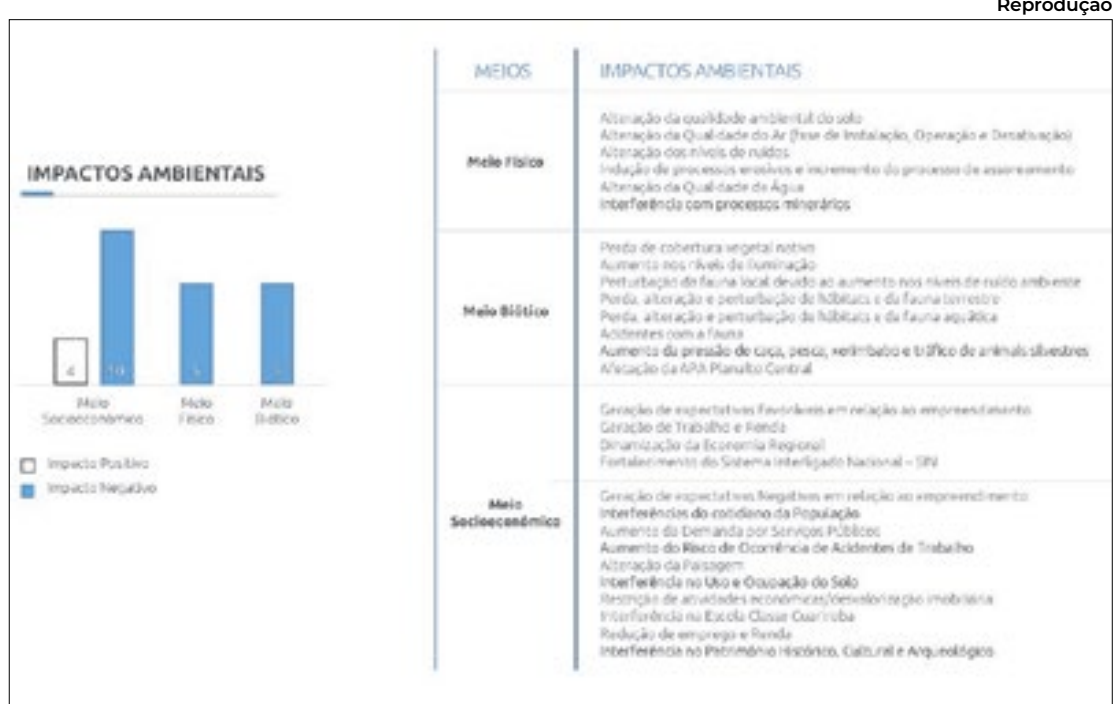 Reprodução
IMPACTOS AMBIENTAIS
4
10
Meio
Socioeconômico
Meio
Físico
Meio
Biótico
Impacto Positivo
Impacto Negativo
MEIOS
IMPACTOS AMBIENTAIS
Meio Físico
Alteração da qualidade ambiental do solo
Alteração da Qualidade do Ar (fase de Instalação, Operação e Desativação)
Alteração dos níveis de ruídos
Indução de processos erosivos e incremento do processo de assoreamento
Alteração da Qualidade de Água
Interferência com processos minerários
Meio Biótico
Perda de cobertura vegetal nativa
Aumento nos níveis de iluminação
Perturbação da fauna local devido ao aumento nos níveis de ruído ambiente
Perda, alteração e perturbação de hábitats e da fauna terrestre
Perda, alteração e perturbação de hábitats e da fauna aquática
Acidentes com a fauna
Aumento da pressão de caça, pesca, xerimbabo e tráfico de animais silvestres
Afetação da APA Planalto Central
Meio
Socioeconômico
Geração de expectativas Favoráveis em relação ao empreendimento
Geração de Trabalho e Renda
Dinamização da Economia Regional
Fortalecimento do Sistema Interligado Nacional – SIN
Geração de expectativas Negativas em relação ao empreendimento
Interferências do cotidiano da População
Aumento da Demanda por Serviços Públicos
Aumento do Risco de Ocorrência de Acidentes de Trabalho
Alteração da Paisagem
Interferência no Uso e Ocupação do Solo
Restrição de atividades econômicas/desvalorização imobiliária
Interferência na Escola Classe Guariroba
Redução de emprego e Renda
Interferência no Patrimônio Histórico, Cultural e Arqueológico